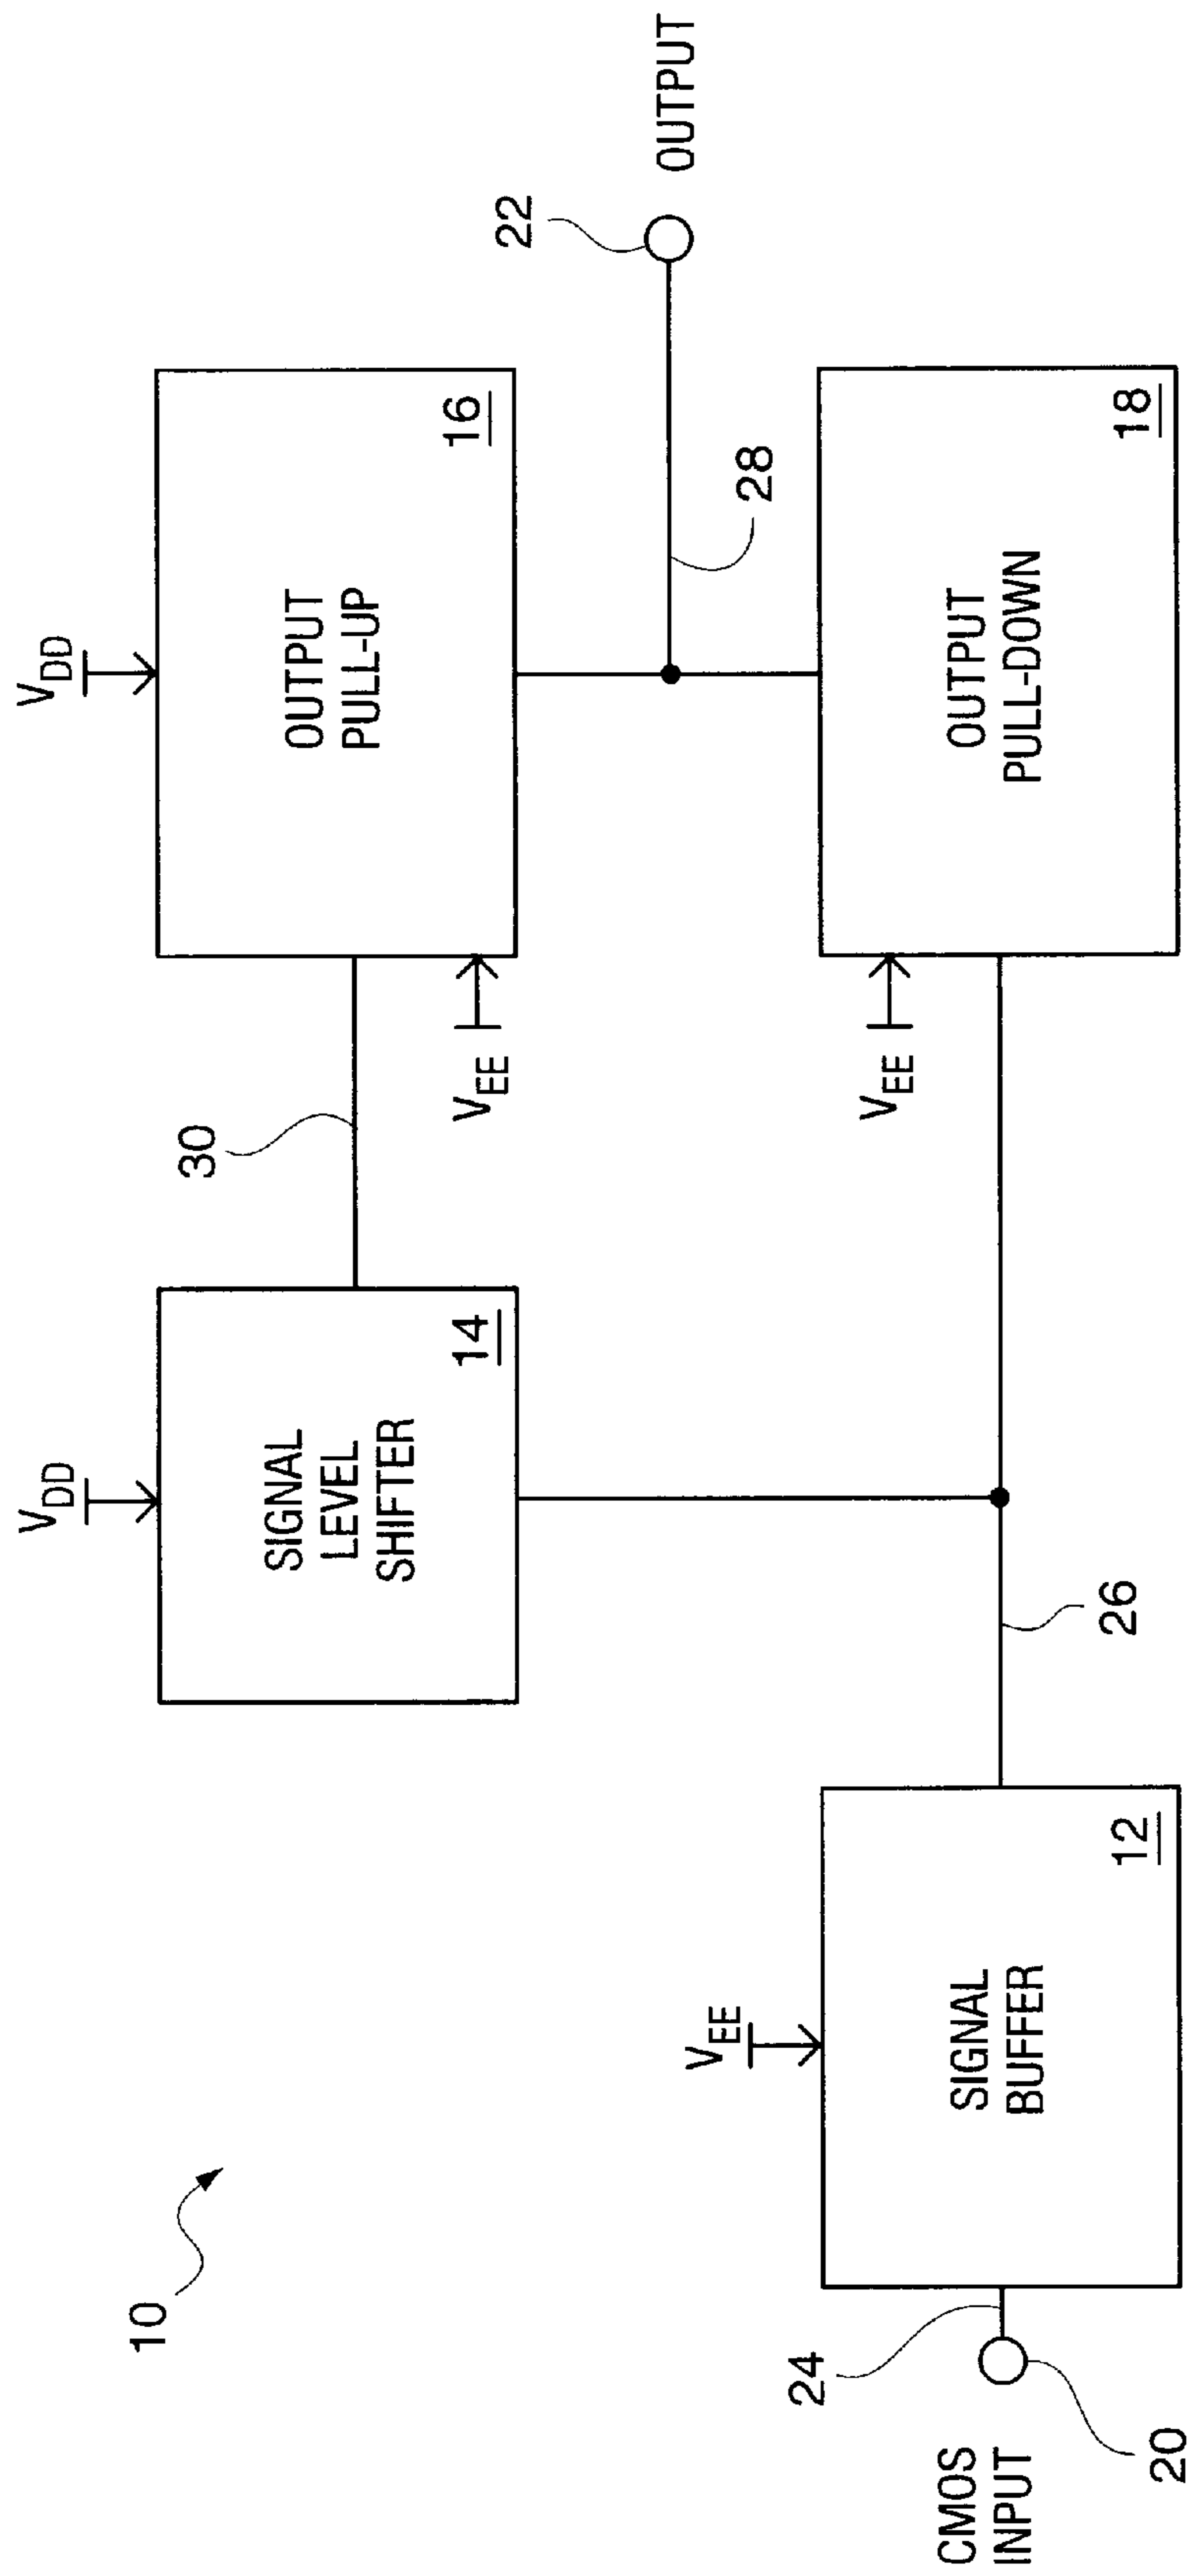 10
V_DD
V_DD
SIGNAL
LEVEL
SHIFTER
14
30
OUTPUT
PULL-UP
16
V_EE
22
OUTPUT
28
V_EE
V_EE
CMOS
INPUT
20
24
SIGNAL
BUFFER
12
26
OUTPUT
PULL-DOWN
18